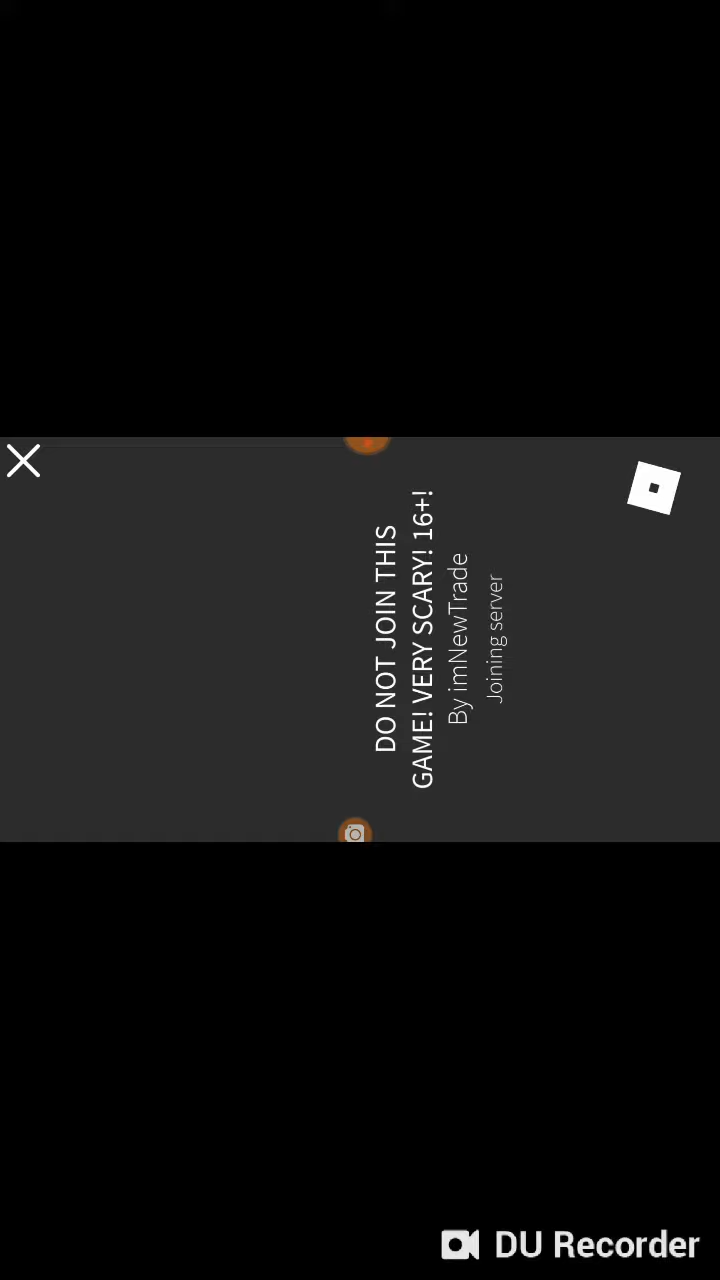 DO NOT JOIN THIS
GAME! VERY SCARY! 16+!
By imNewTrade
Joining server
DU Recorder